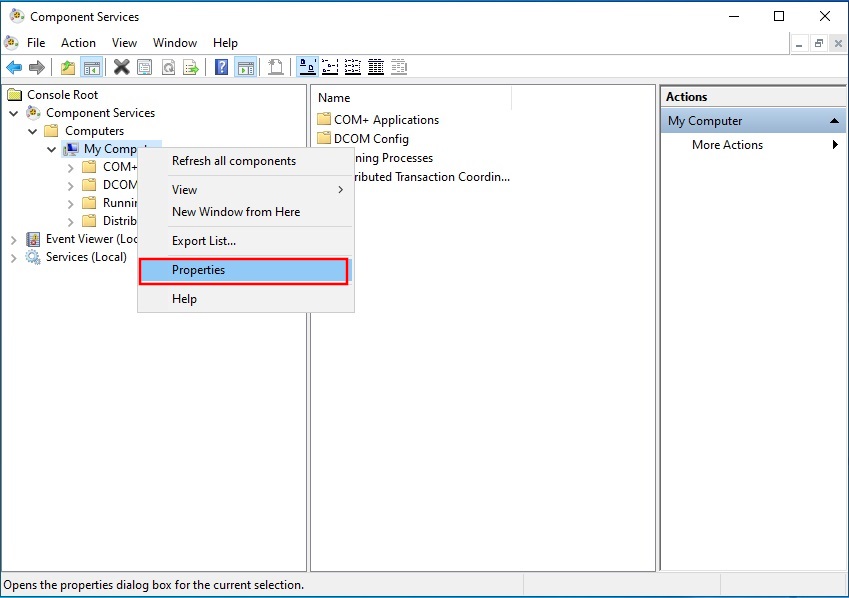 Component Services
File Action View Window Help
Console Root
Component Services
Computers
My Comp
COM+
DCOM
Runnin
Distrib
Event Viewer (Loc
Services (Local)
Refresh all components
View
New Window from Here
Export List...
Properties
Help
Name
COM+ Applications
DCOM Config
ning Processes
ributed Transaction Coordin...
Actions
My Computer
More Actions
Opens the properties dialog box for the current selection.